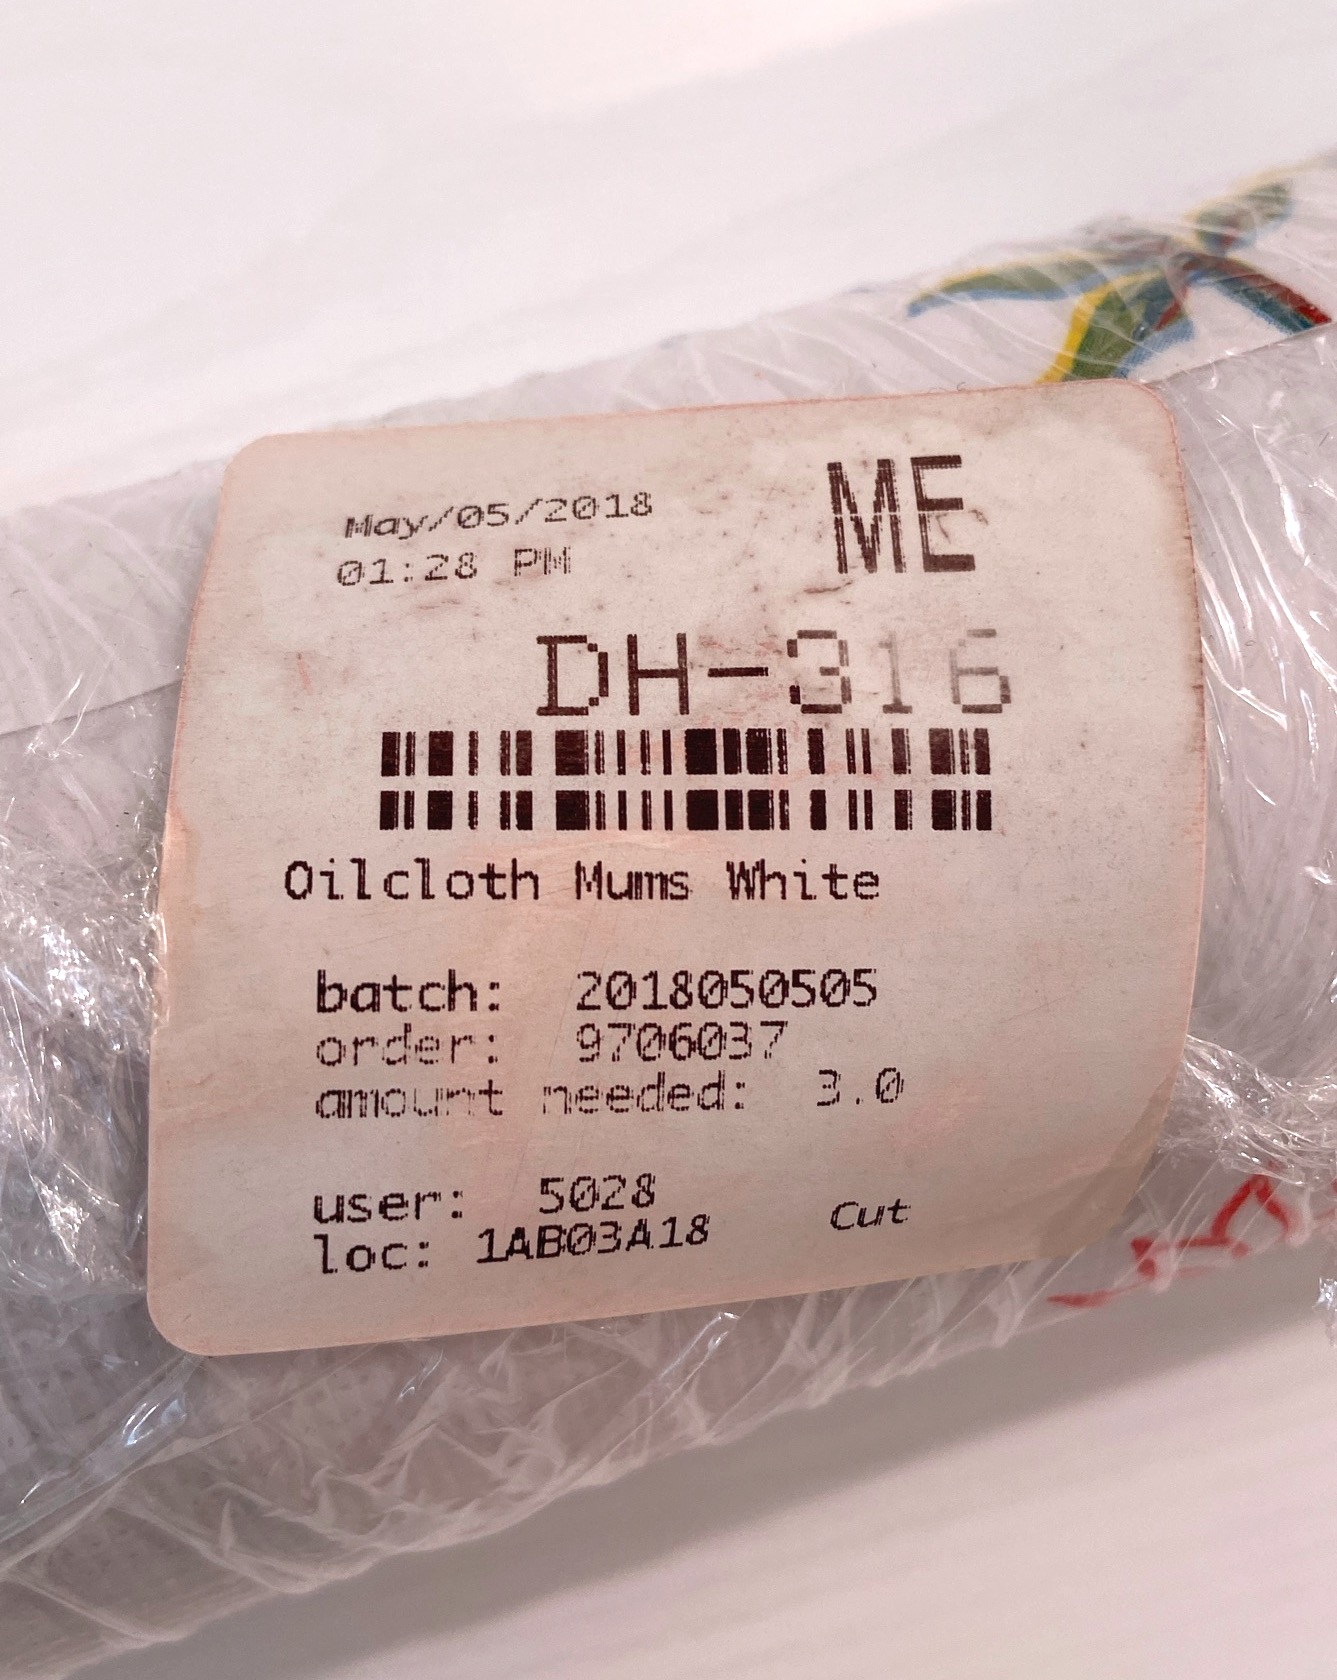 May/05/2018
01:28 PM
ME
DH-316
Oilcloth Mums White
batch: 2018050505
order: 9706037
amount needed: 3.0
user: 5028
loc: 1AB03A18
Cut